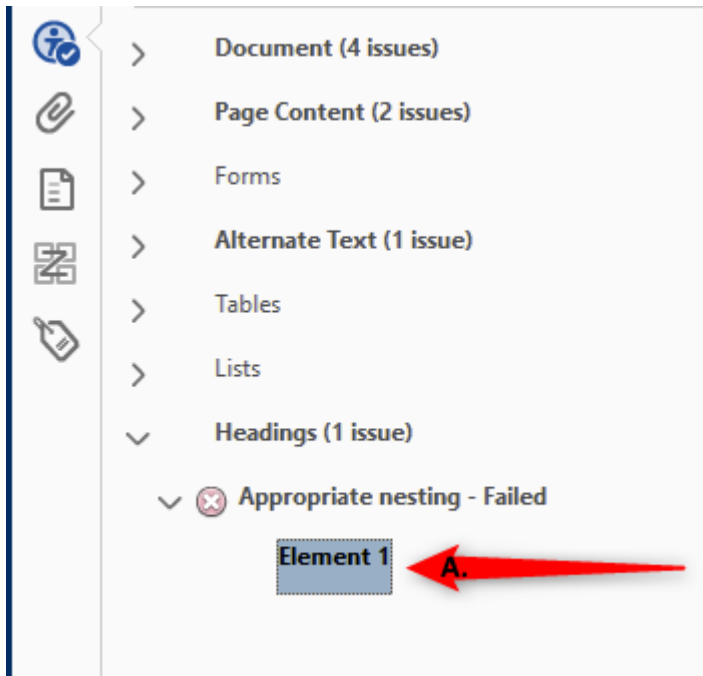 Document (4 issues)
Page Content (2 issues)
Forms
Alternate Text (1 issue)
Tables
Lists
Headings (1 issue)
Appropriate nesting - Failed
Element 1 A.